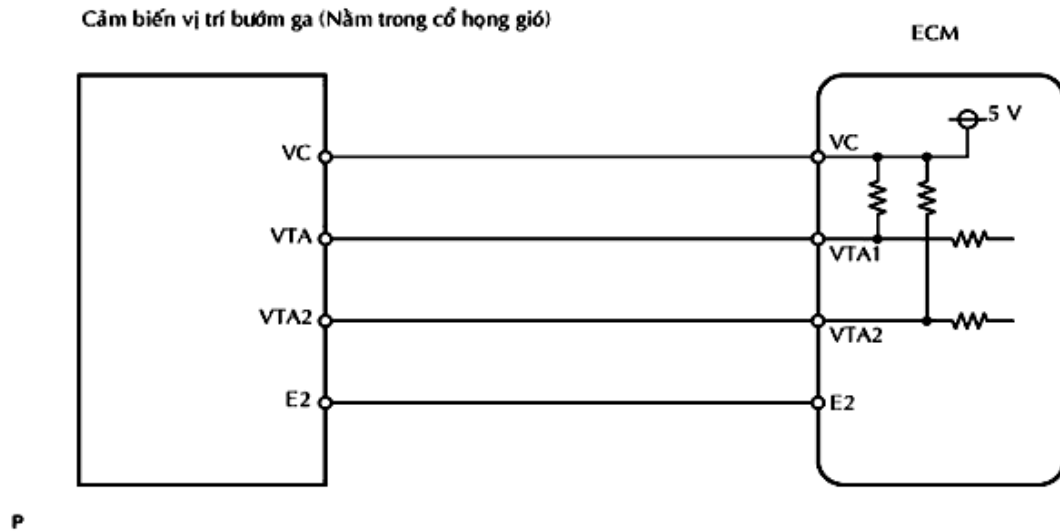 Cảm biến vị trí bướm ga (Nằm trong cổ họng gió)
ECM
5 V
VC
VC
VTA
VTA1
VTA2
VTA2
E2
E2
P